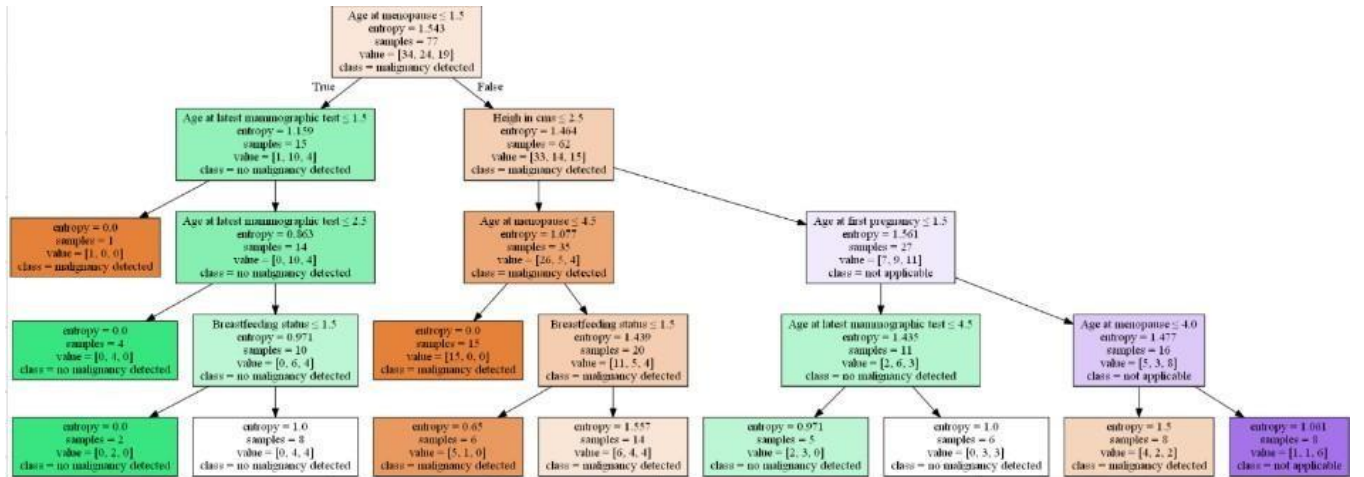 Age at menopause ≤ 1.5
entropy = 1.543
samples = 77
value = [34, 24, 19]
class = malignancy detected
True
False
Age at latest mammographic test ≤ 1.5
entropy = 1.159
samples = 15
value = [1, 10, 4]
class = no malignancy detected
Heigh in cms ≤ 2.5
entropy = 1.464
samples = 62
value = [33, 14, 15]
class = malignancy detected
entropy = 0.0
samples = 1
value = [1, 0, 0]
class = malignancy detected
Age at latest mammographic test ≤ 2.5
entropy = 0.863
samples = 14
value = [0, 10, 4]
class = no malignancy detected
Age at menopause ≤ 4.5
entropy = 1.077
samples = 35
value = [26, 5, 4]
class = malignancy detected
Age at first pregnancy ≤ 1.5
entropy = 1.561
samples = 27
value = [7, 9, 11]
class = not applicable
entropy = 0.0
samples = 4
value = [0, 4, 0]
class = no malignancy detected
Breastfeeding status ≤ 1.5
entropy = 0.971
samples = 10
value = [0, 6, 4]
class = no malignancy detected
entropy = 0.0
samples = 15
value = [15, 0, 0]
class = malignancy detected
Breastfeeding status ≤ 1.5
entropy = 1.439
samples = 20
value = [11, 5, 4]
class = malignancy detected
Age at latest mammographic test ≤ 4.5
entropy = 1.435
samples = 11
value = [2, 6, 3]
class = no malignancy detected
Age at menopause ≤ 4.0
entropy = 1.477
samples = 16
value = [5, 3, 8]
class = not applicable
entropy = 0.0
samples = 2
value = [0, 2, 0]
class = no malignancy detected
entropy = 1.0
samples = 8
value = [0, 4, 4]
class = no malignancy detected
entropy = 0.65
samples = 6
value = [5, 1, 0]
class = malignancy detected
entropy = 1.557
samples = 14
value = [6, 4, 4]
class = malignancy detected
entropy = 0.971
samples = 5
value = [2, 3, 0]
class = no malignancy detected
entropy = 1.0
samples = 6
value = [0, 3, 3]
class = no malignancy detected
entropy = 1.5
samples = 8
value = [4, 2, 2]
class = malignancy detected
entropy = 1.061
samples = 8
value = [1, 1, 6]
class = not applicable